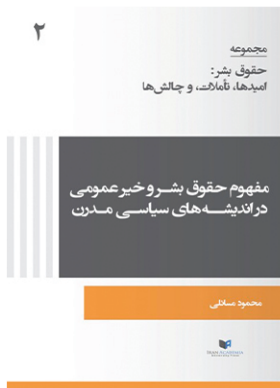 ۲
مجموعه
حقوق بشر:
امیدها، تأملات، و چالش‌ها
مفهوم حقوق بشر و خیر عمومی
در اندیشه‌های سیاسی مدرن
محمود مسائلی